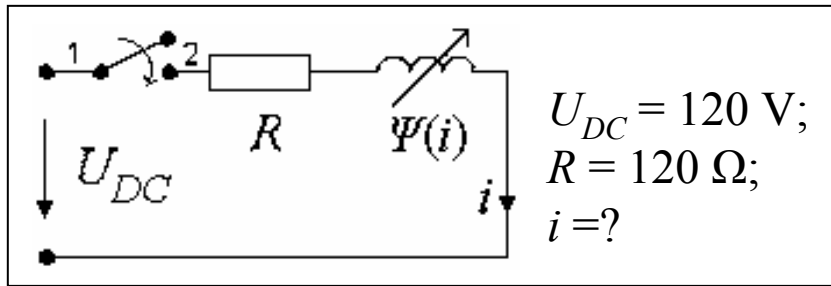 1
2
R
Ψ(i)
U_DC
i
U_DC = 120 V;
R = 120 Ω;
i =?